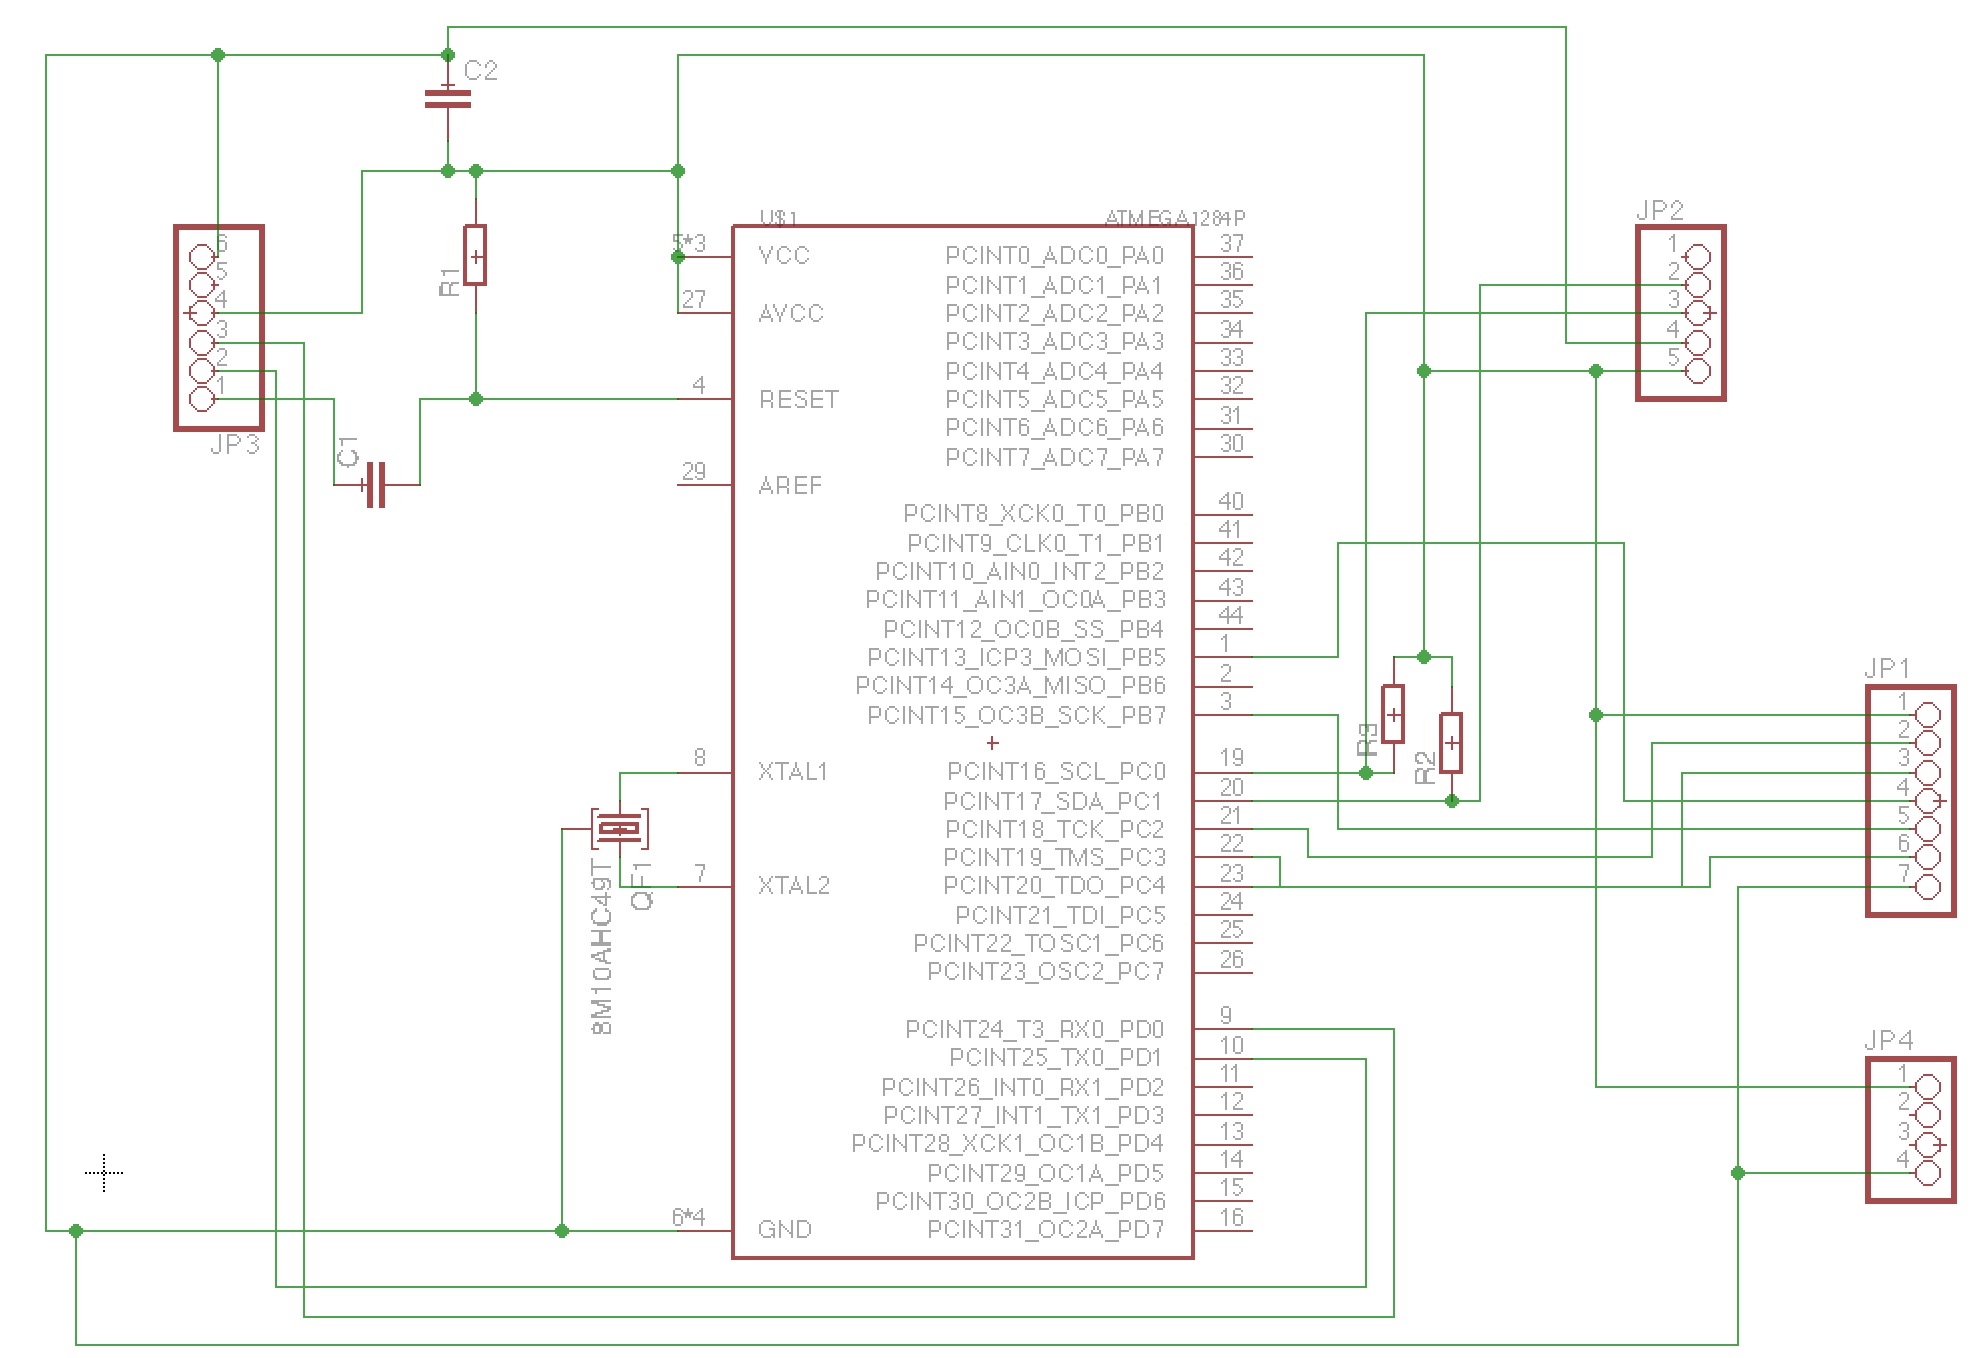 C2
JP3
6
5
4
3
2
1
R1
C1
U$1
ATMEGA1284P
5*3 VCC
27 AVCC
4 RESET
29 AREF
8 XTAL1
7 XTAL2
6*4 GND
QF1
8M10AHC49T
PCINT0_ADC0_PA0 37
PCINT1_ADC1_PA1 36
PCINT2_ADC2_PA2 35
PCINT3_ADC3_PA3 34
PCINT4_ADC4_PA4 33
PCINT5_ADC5_PA5 32
PCINT6_ADC6_PA6 31
PCINT7_ADC7_PA7 30
PCINT8_XCK0_T0_PB0 40
PCINT9_CLK0_T1_PB1 41
PCINT10_AIN0_INT2_PB2 42
PCINT11_AIN1_OC0A_PB3 43
PCINT12_OC0B_SS_PB4 44
PCINT13_ICP3_MOSI_PB5 1
PCINT14_OC3A_MISO_PB6 2
PCINT15_OC3B_SCK_PB7 3
PCINT16_SCL_PC0 19
PCINT17_SDA_PC1 20
PCINT18_TCK_PC2 21
PCINT19_TMS_PC3 22
PCINT20_TDO_PC4 23
PCINT21_TDI_PC5 24
PCINT22_TOSC1_PC6 25
PCINT23_OSC2_PC7 26
PCINT24_T3_RX0_PD0 9
PCINT25_TX0_PD1 10
PCINT26_INT0_RX1_PD2 11
PCINT27_INT1_TX1_PD3 12
PCINT28_XCK1_OC1B_PD4 13
PCINT29_OC1A_PD5 14
PCINT30_OC2B_ICP_PD6 15
PCINT31_OC2A_PD7 16
R3
R2
JP2
1
2
3
4
5
JP1
1
2
3
4
5
6
7
JP4
1
2
3
4